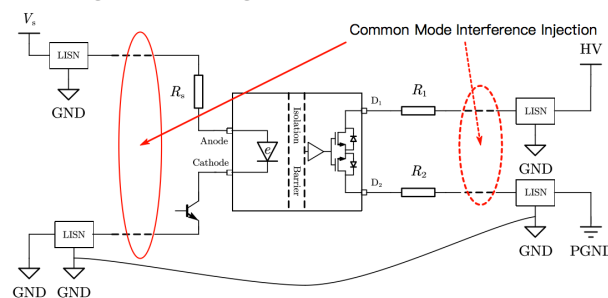 Common Mode Interference Injection
Vs
HV
LISN
LISN
GND
Rs
D1
R1
GND
Anode
Isolation
Barrier
e
Cathode
D2
R2
LISN
LISN
GND
PGND
GND
GND